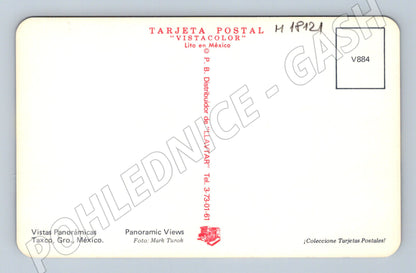 TARJETA POSTAL
"VISTACOLOR"
Lito en México
H 18121
V884
© P. B. Distribuidor de "LLAVTAR" Tel. 3-73-01-61
Vistas Panorámicas
Taxco, Gro., México.
Panoramic Views
Foto: Mark Turok
¡Coleccione Tarjetas Postales!
POHLEDNICE - GASH